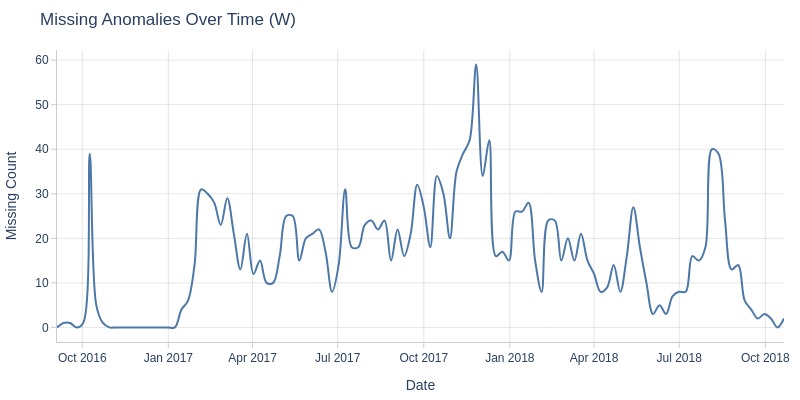 Missing Anomalies Over Time (W)
Missing Count
60
50
40
30
20
10
0
Oct 2016 Jan 2017 Apr 2017 Jul 2017 Oct 2017 Jan 2018 Apr 2018 Jul 2018 Oct 2018
Date